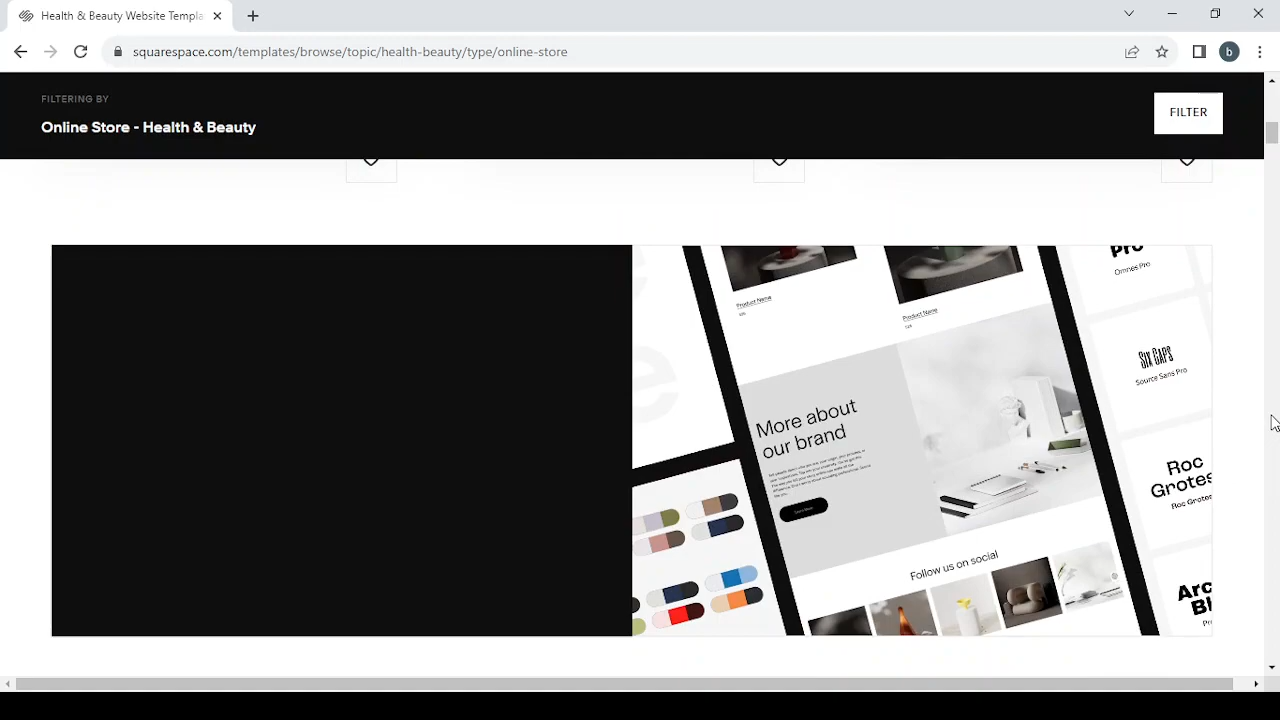 Health & Beauty Website Templa
squarespace.com/templates/browse/topic/health-beauty/type/online-store
b
FILTERING BY
Online Store - Health & Beauty
FILTER
Pro
Omnes Pro
Product Name
Product Name
SIX CAPS
Source Sans Pro
More about
our brand
Roc
Grotes
Roc Grotes
Follow us on social